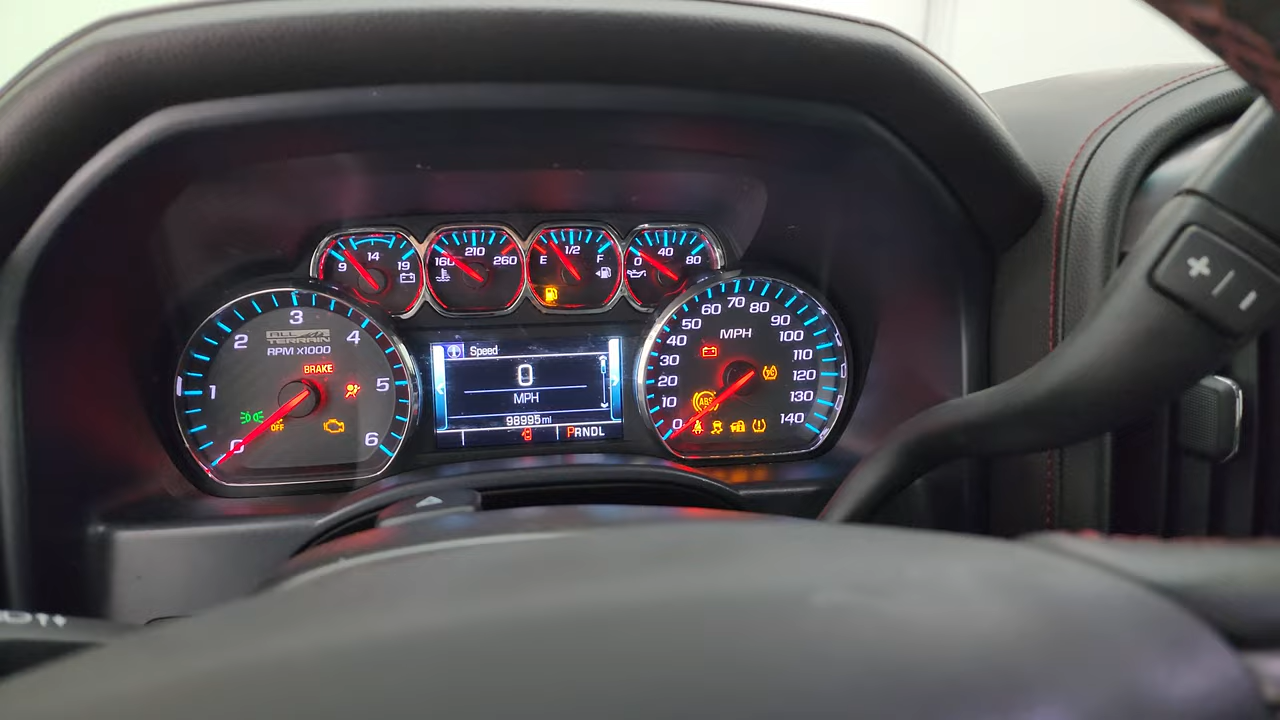 9 14 19
160 210 260
E 1/2 F
0 40 80
0 1 2 3 4 5 6
ALL TERRAIN
RPM X1000
BRAKE
OFF
Speed
0
MPH
98995mi
PRNDL
0 10 20 30 40 50 60 70 80 90 100 110 120 130 140
MPH
ABS
+